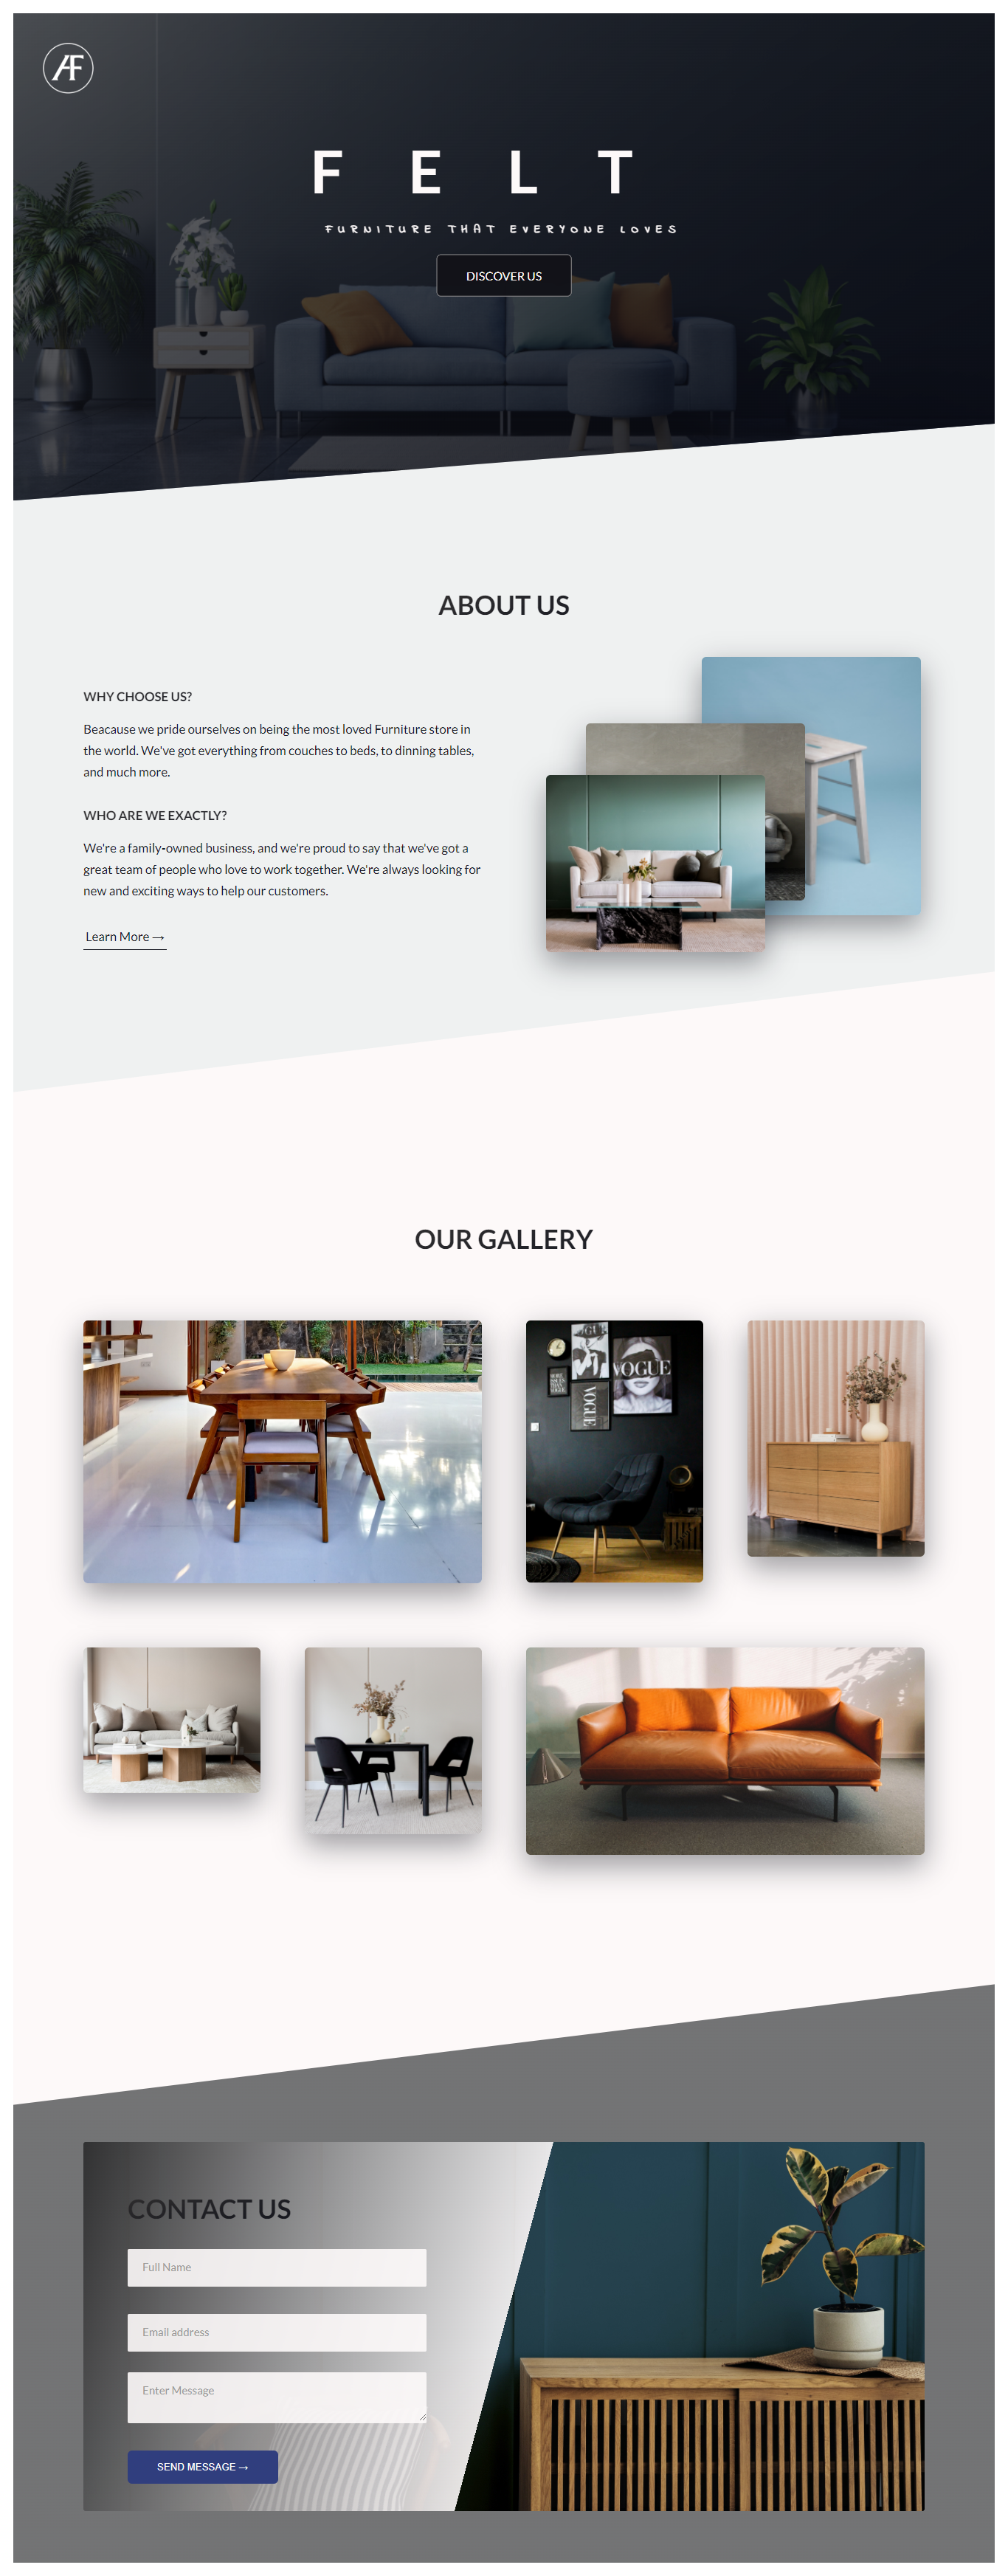 AF
FELT
FURNITURE THAT EVERYONE LOVES
DISCOVER US
ABOUT US
WHY CHOOSE US?
Beacause we pride ourselves on being the most loved Furniture store in
the world. We've got everything from couches to beds, to dinning tables,
and much more.
WHO ARE WE EXACTLY?
We're a family-owned business, and we're proud to say that we've got a
great team of people who love to work together. We're always looking for
new and exciting ways to help our customers.
Learn More →
OUR GALLERY
VOGUE
VOGUE
CONTACT US
Full Name
Email address
Enter Message
SEND MESSAGE →